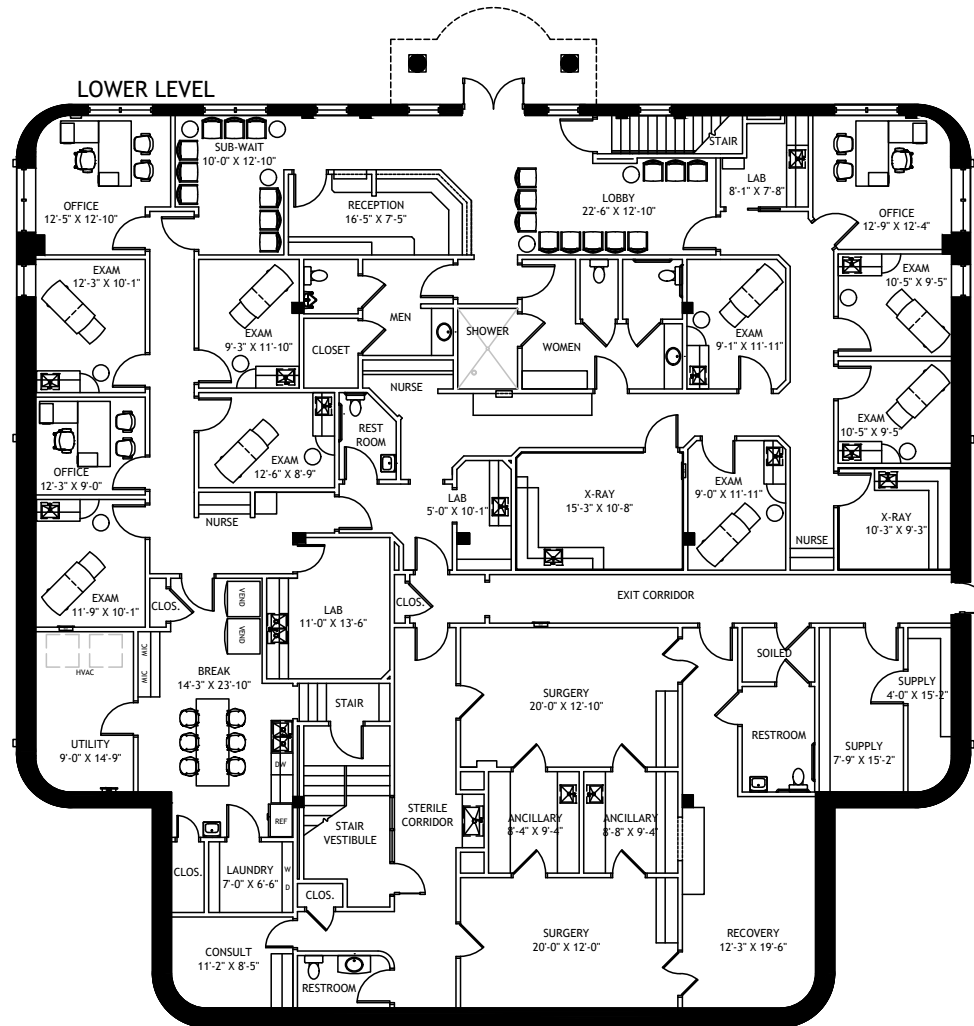 LOWER LEVEL
SUB-WAIT
10'-0" X 12'-10"
STAIR
LAB
8'-1" X 7'-8"
OFFICE
12'-5" X 12'-10"
RECEPTION
16'-5" X 7'-5"
LOBBY
22'-6" X 12'-10"
OFFICE
12'-9" X 12'-4"
EXAM
12'-3" X 10'-1"
EXAM
9'-3" X 11'-10"
CLOSET
MEN
SHOWER
WOMEN
EXAM
9'-1" X 11'-11"
EXAM
10'-5" X 9'-5"
NURSE
REST
ROOM
EXAM
10'-5" X 9'-5"
OFFICE
12'-3" X 9'-0"
EXAM
12'-6" X 8'-9"
NURSE
LAB
5'-0" X 10'-1"
X-RAY
15'-3" X 10'-8"
EXAM
9'-0" X 11'-11"
NURSE
X-RAY
10'-3" X 9'-3"
EXAM
11'-9" X 10'-1"
CLOS.
VEND
VEND
LAB
11'-0" X 13'-6"
CLOS.
EXIT CORRIDOR
HVAC
MIC
MIC
BREAK
14'-3" X 23'-10"
STAIR
SURGERY
20'-0" X 12'-10"
SOILED
SUPPLY
4'-0" X 15'-2"
UTILITY
9'-0" X 14'-9"
DW
REF
RESTROOM
SUPPLY
7'-9" X 15'-2"
STAIR
VESTIBULE
STERILE
CORRIDOR
ANCILLARY
8'-4" X 9'-4"
ANCILLARY
8'-8" X 9'-4"
CLOS.
LAUNDRY
7'-0" X 6'-6"
W
D
CLOS.
CONSULT
11'-2" X 8'-5"
RESTROOM
SURGERY
20'-0" X 12'-0"
RECOVERY
12'-3" X 19'-6"